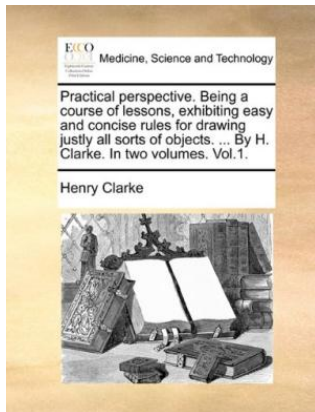 ECCO
Medicine, Science and Technology
Practical perspective. Being a
course of lessons, exhibiting easy
and concise rules for drawing
justly all sorts of objects. ... By H.
Clarke. In two volumes. Vol.1.
Henry Clarke